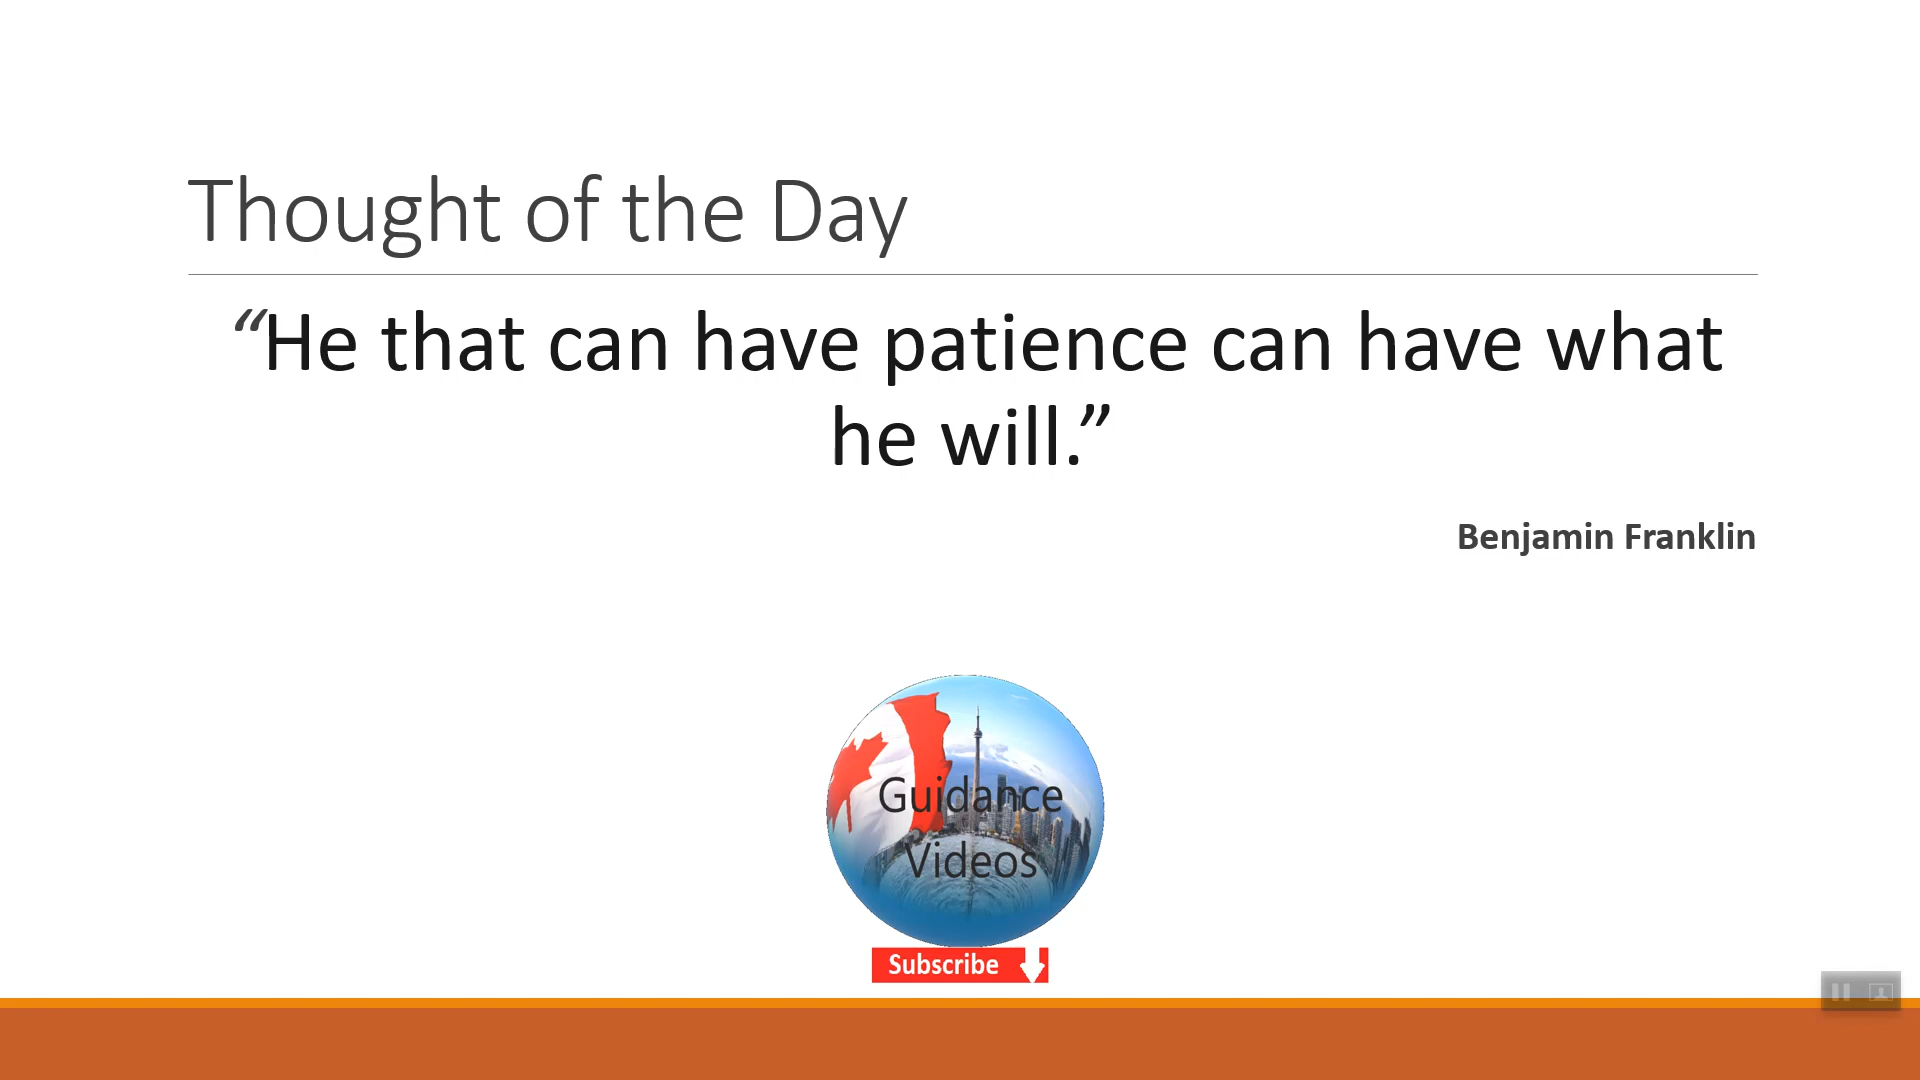 Thought of the Day
“He that can have patience can have what
he will.”
Benjamin Franklin
Guidance
Videos
Subscribe